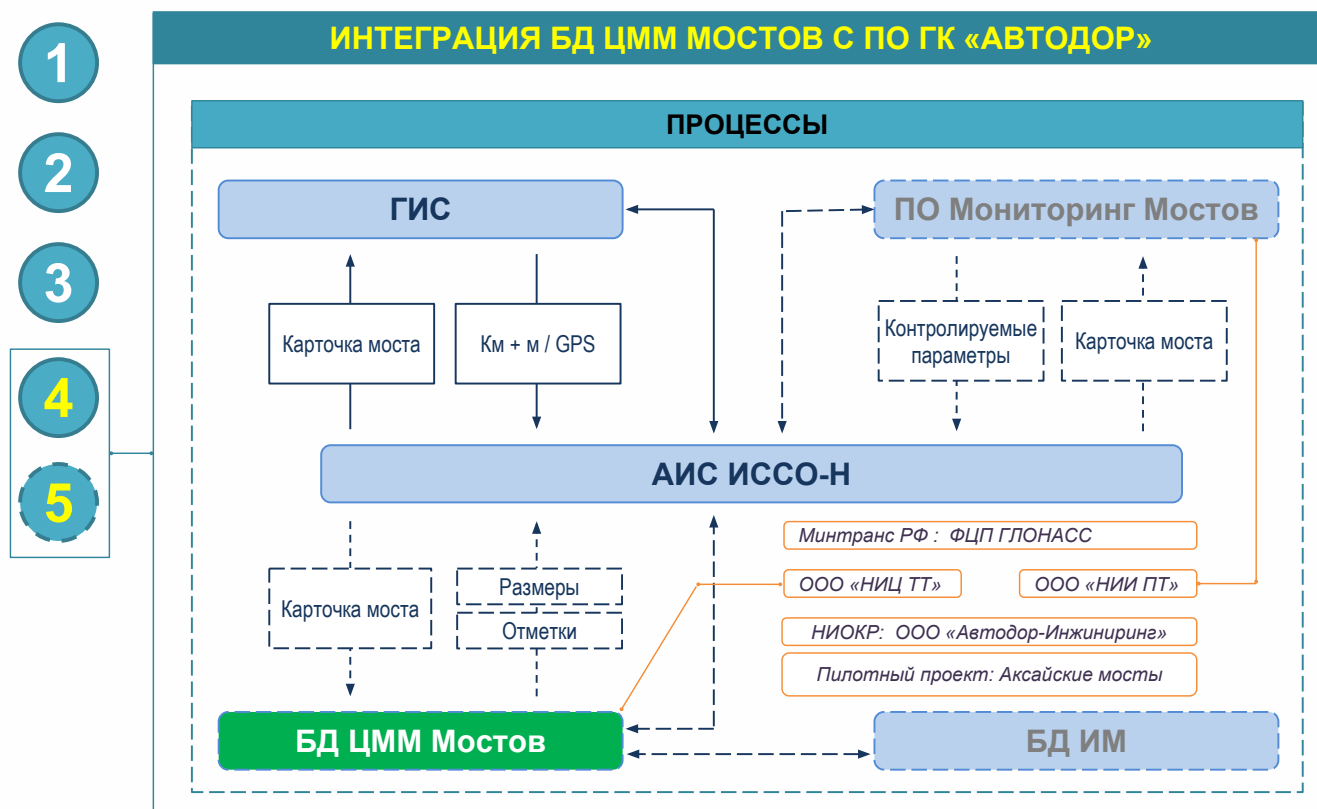 ИНТЕГРАЦИЯ БД ЦММ МОСТОВ С ПО ГК «АВТОДОР»
1
2
3
4
5
ПРОЦЕССЫ
ГИС
ПО Мониторинг Мостов
Карточка моста
Км + м / GPS
Контролируемые
параметры
Карточка моста
АИС ИССО-Н
Карточка моста
Размеры
Отметки
Минтранс РФ : ФЦП ГЛОНАСС
ООО «НИЦ ТТ»
ООО «НИИ ПТ»
НИОКР: ООО «Автодор-Инжиниринг»
Пилотный проект: Аксайские мосты
БД ЦММ Мостов
БД ИМ